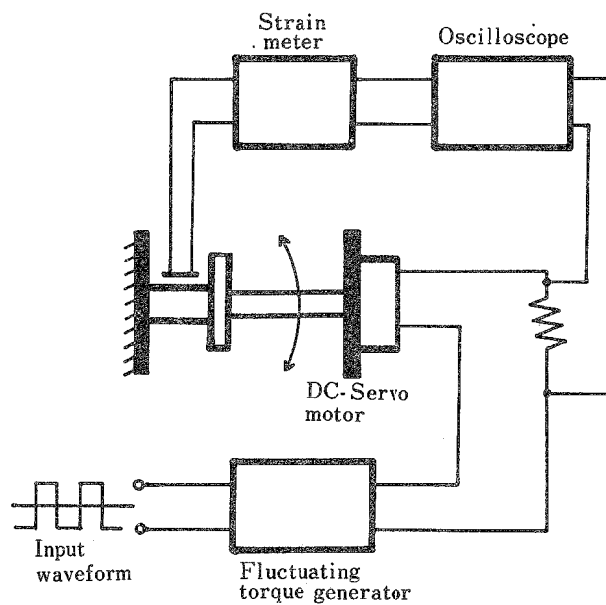 Strain
meter
Oscilloscope
DC-Servo
motor
Input
waveform
Fluctuating
torque generator